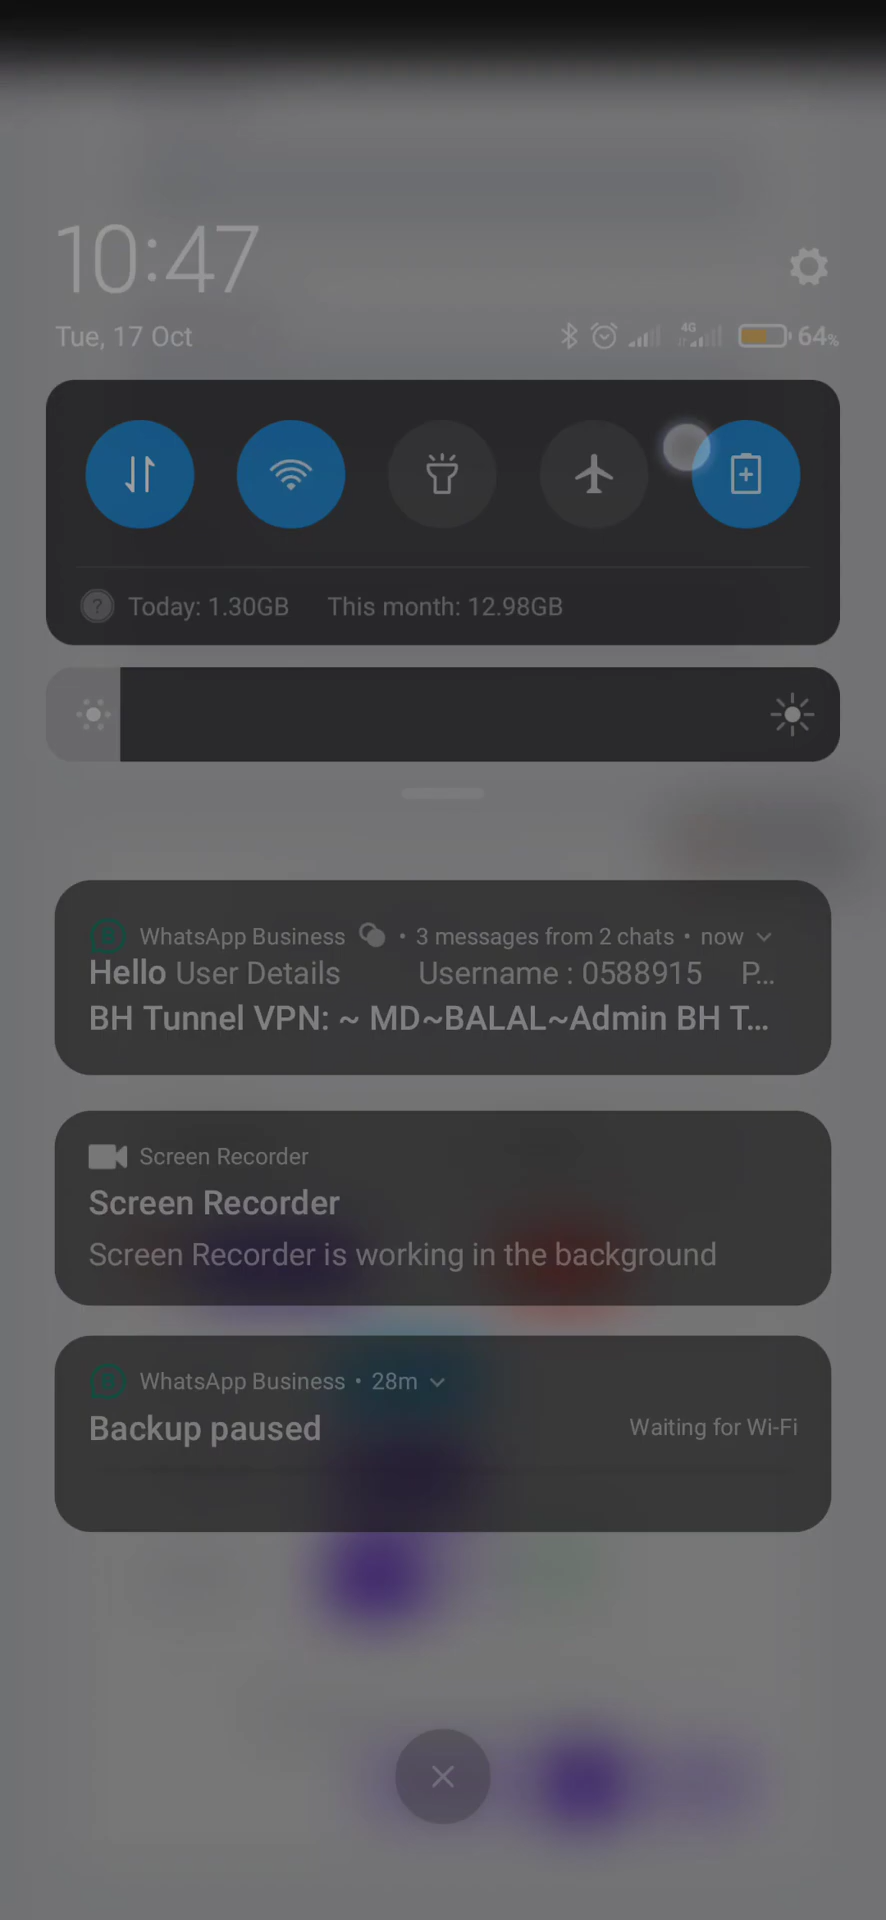 10:47
Tue, 17 Oct
4G
64%
Today: 1.30GB This month: 12.98GB
WhatsApp Business • 3 messages from 2 chats • now
Hello User Details Username : 0588915 P...
BH Tunnel VPN: ~ MD~BALAL~Admin BH T...
Screen Recorder
Screen Recorder
Screen Recorder is working in the background
WhatsApp Business • 28m
Backup paused
Waiting for Wi-Fi